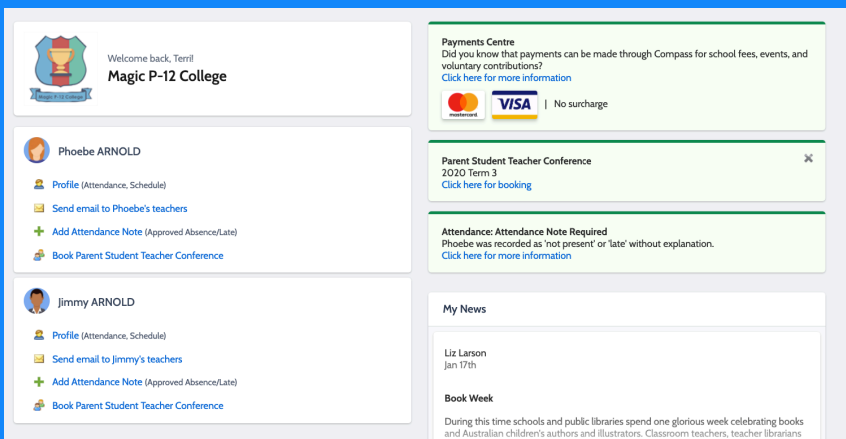 Welcome back, Terri!
Magic P-12 College
Magic P-12 College
Phoebe ARNOLD
Profile (Attendance, Schedule)
Send email to Phoebe's teachers
Add Attendance Note (Approved Absence/Late)
Book Parent Student Teacher Conference
Jimmy ARNOLD
Profile (Attendance, Schedule)
Send email to Jimmy's teachers
Add Attendance Note (Approved Absence/Late)
Book Parent Student Teacher Conference
Payments Centre
Did you know that payments can be made through Compass for school fees, events, and
voluntary contributions?
Click here for more information
mastercard. VISA | No surcharge
Parent Student Teacher Conference
2020 Term 3
Click here for booking
Attendance: Attendance Note Required
Phoebe was recorded as 'not present' or 'late' without explanation.
Click here for more information
My News
Liz Larson
Jan 17th
Book Week
During this time schools and public libraries spend one glorious week celebrating books
and Australian children's authors and illustrators. Classroom teachers, teacher librarians